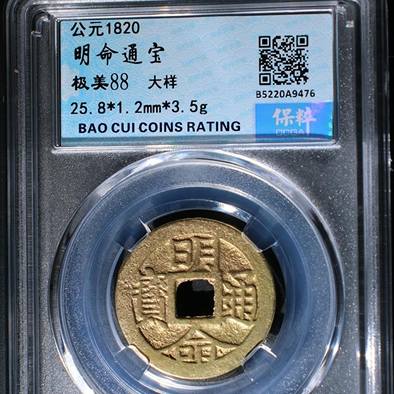 公元1820
明命通宝
极美88 大样
25.8*1.2mm*3.5g
BAO CUI COINS RATING
B5220A9476
保粹
CCGA
明命通寶